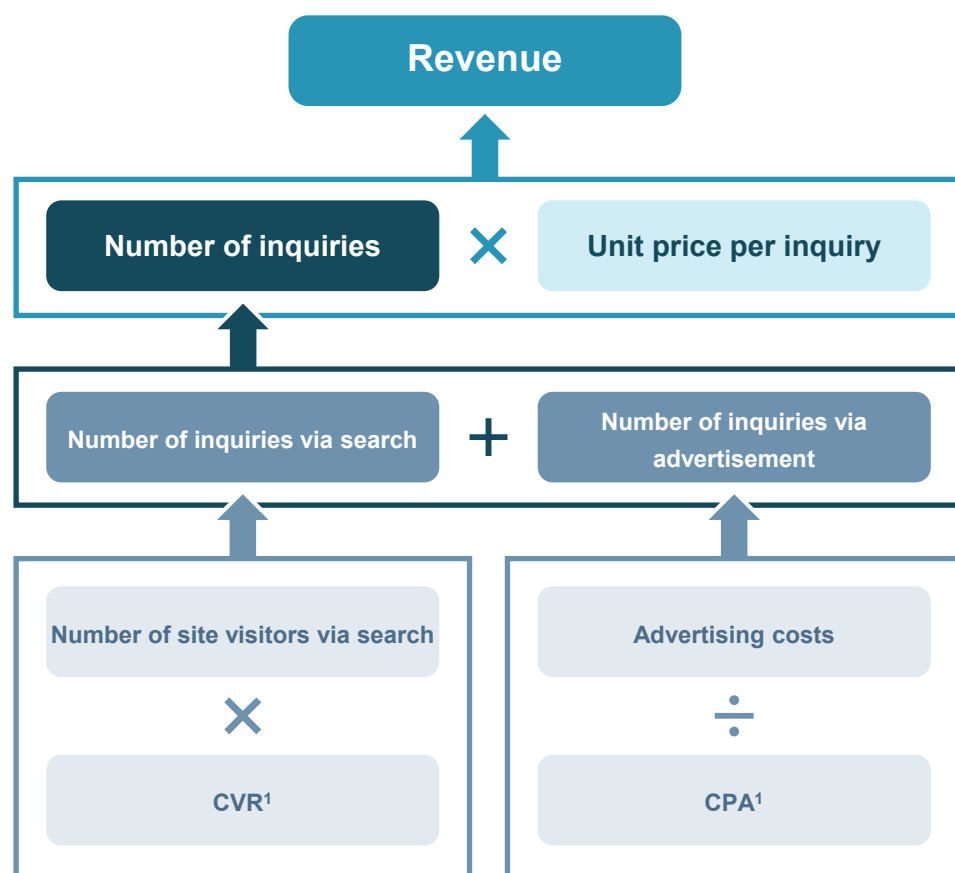 Revenue
Number of inquiries
×
Unit price per inquiry
Number of inquiries via search
+
Number of inquiries via
advertisement
Number of site visitors via search
×
CVR¹
Advertising costs
÷
CPA¹